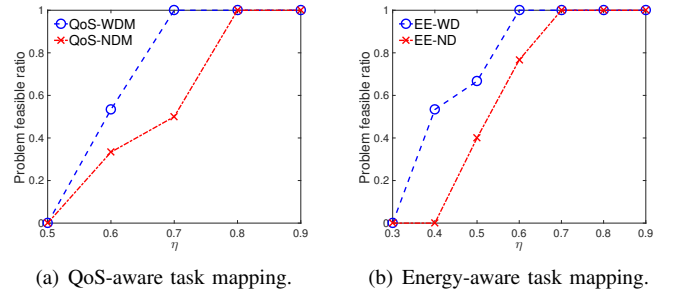 1
QoS-WDM
QoS-NDM
0.8
0.6
0.4
0.2
0
Problem feasible ratio
0.5
0.6
0.7
0.8
0.9
η
(a) QoS-aware task mapping.
1
EE-WD
EE-ND
0.8
0.6
0.4
0.2
0
Problem feasible ratio
0.3
0.4
0.5
0.6
0.7
0.8
0.9
η
(b) Energy-aware task mapping.